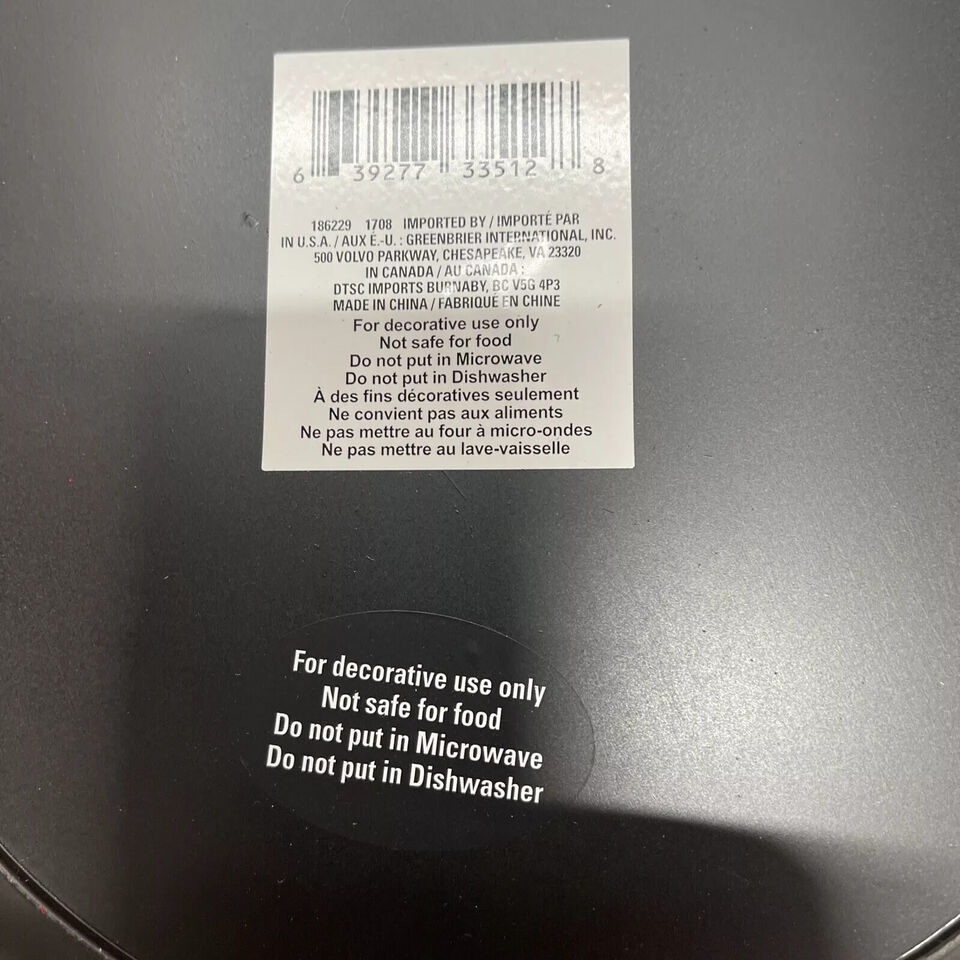 6 39277 33512 8
186229 1708 IMPORTED BY / IMPORTÉ PAR
IN U.S.A. / AUX É.-U. : GREENBRIER INTERNATIONAL, INC.
500 VOLVO PARKWAY, CHESAPEAKE, VA 23320
IN CANADA / AU CANADA :
DTSC IMPORTS BURNABY, BC V5G 4P3
MADE IN CHINA / FABRIQUÉ EN CHINE
For decorative use only
Not safe for food
Do not put in Microwave
Do not put in Dishwasher
À des fins décoratives seulement
Ne convient pas aux aliments
Ne pas mettre au four à micro-ondes
Ne pas mettre au lave-vaisselle
For decorative use only
Not safe for food
Do not put in Microwave
Do not put in Dishwasher